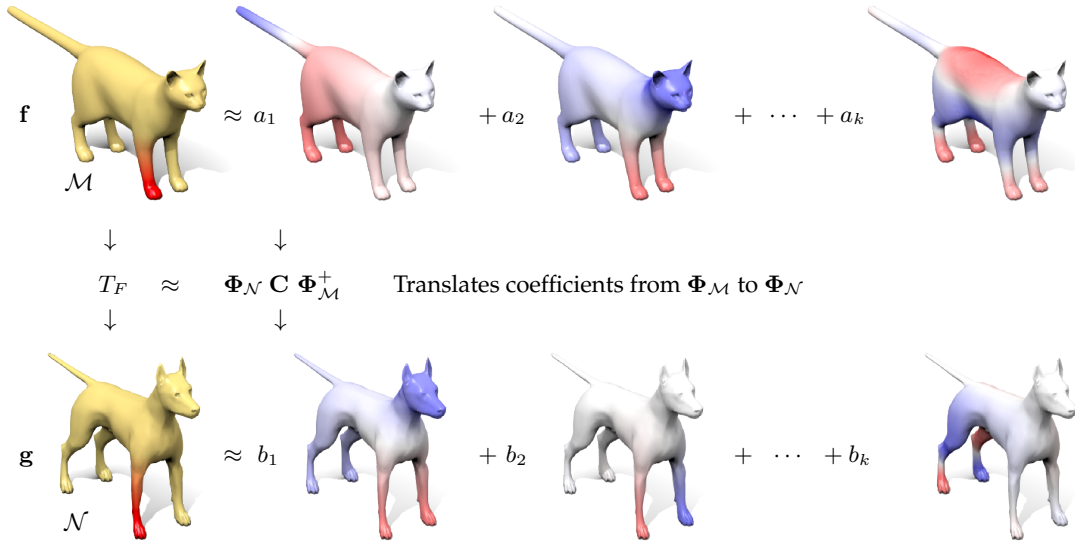 f ≈ a₁ + a₂ + ⋯ + aₖ
ℳ
↓ ↓
T_F ≈ Φ_𝒩 C Φ_ℳ⁺ Translates coefficients from Φ_ℳ to Φ_𝒩
↓ ↓
g ≈ b₁ + b₂ + ⋯ + bₖ
𝒩